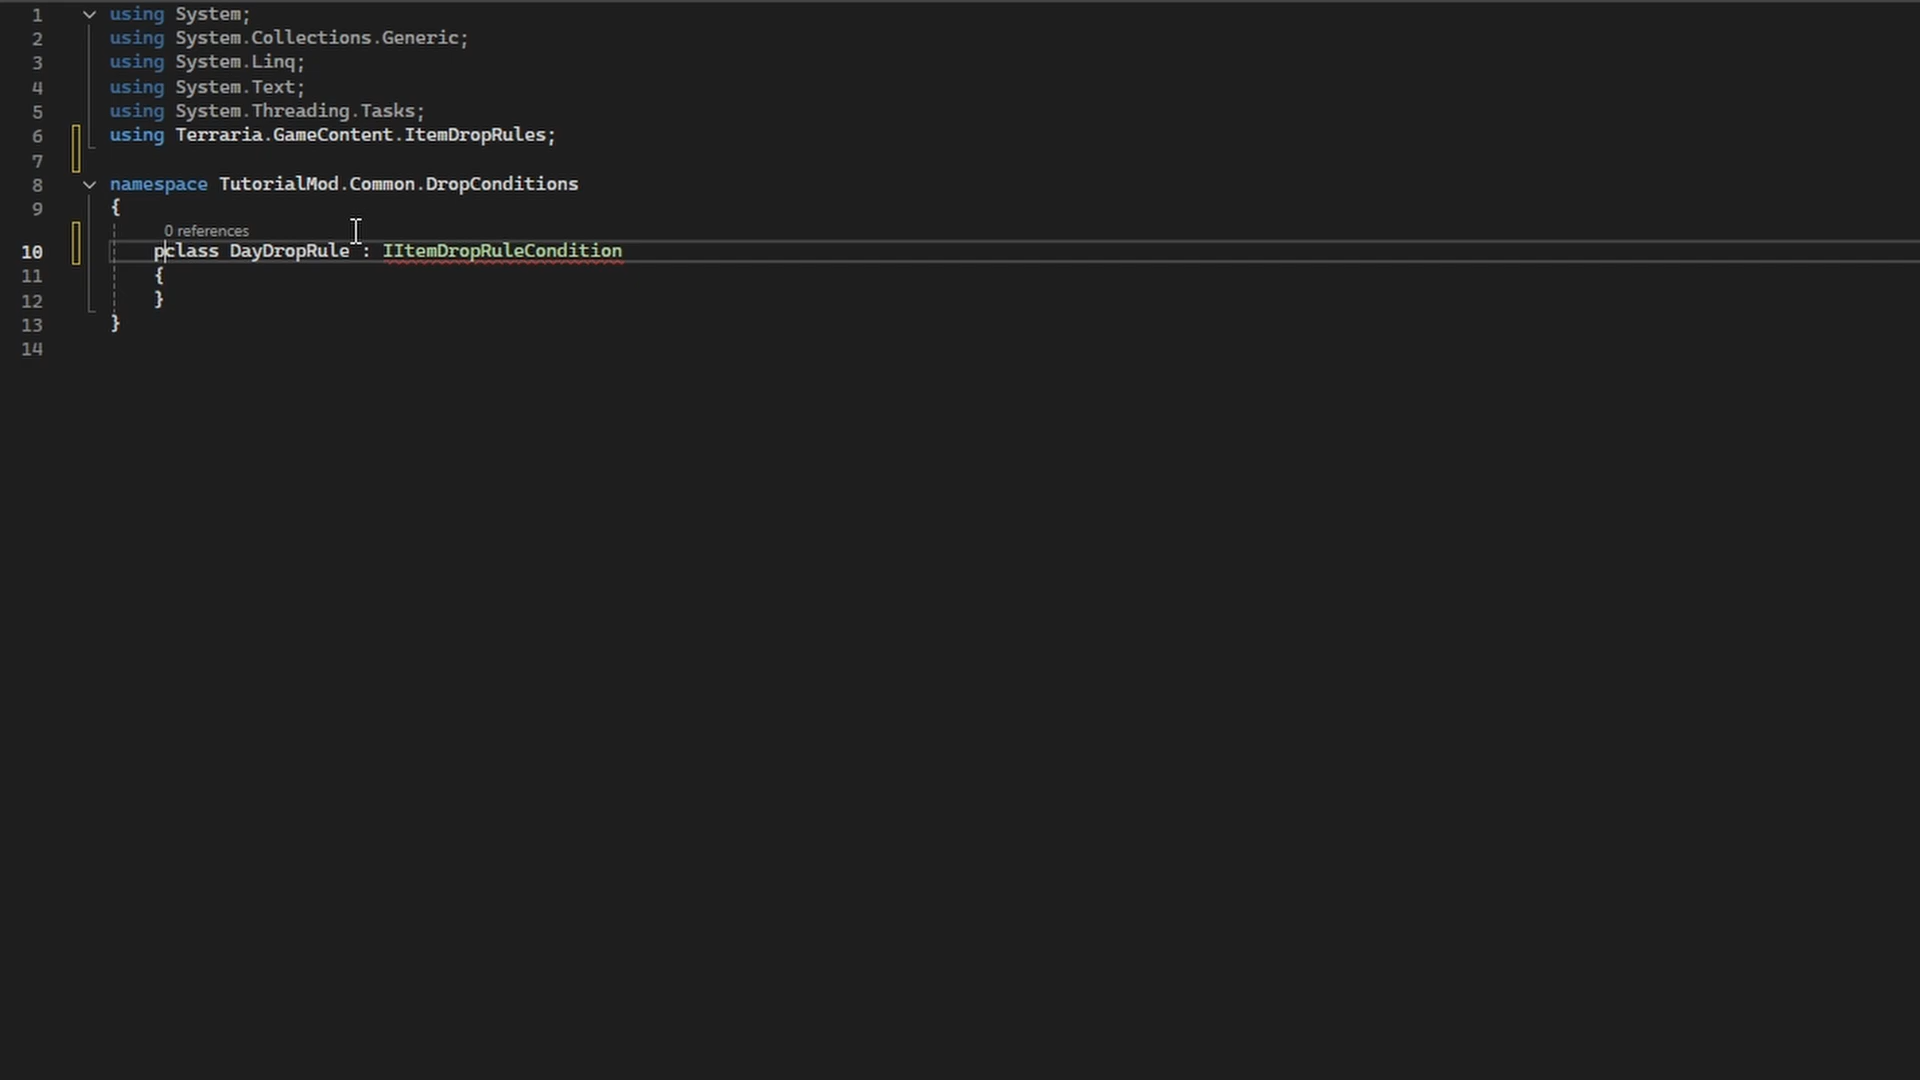 1 using System;
2 using System.Collections.Generic;
3 using System.Linq;
4 using System.Text;
5 using System.Threading.Tasks;
6 using Terraria.GameContent.ItemDropRules;
7
8 namespace TutorialMod.Common.DropConditions
9 {
0 references
10 pclass DayDropRule : IItemDropRuleCondition
11 {
12 }
13 }
14